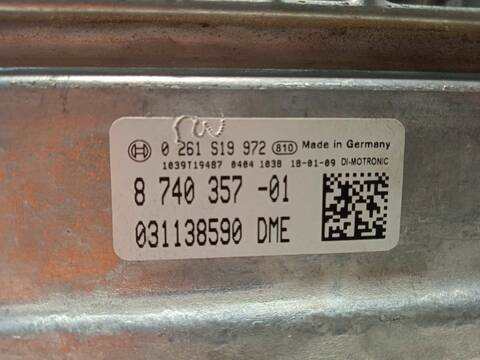 BOSCH 0 261 S19 972 810 Made in Germany
1039T19487 0404 1038 18-01-09 DI-MOTRONIC
8 740 357 -01
031138590 DME